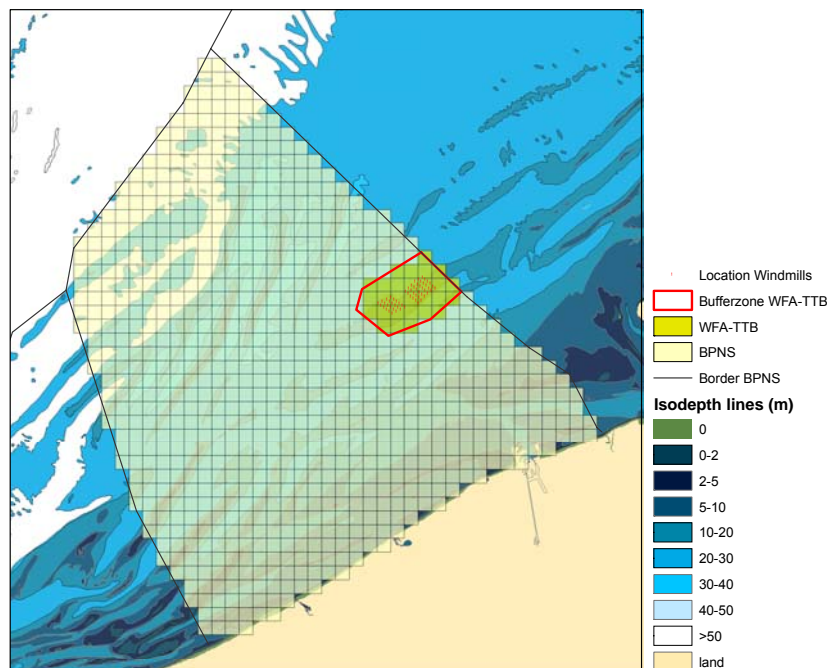 Location Windmills
Bufferzone WFA-TTB
WFA-TTB
BPNS
Border BPNS
Isodepth lines (m)
0
0-2
2-5
5-10
10-20
20-30
30-40
40-50
>50
land